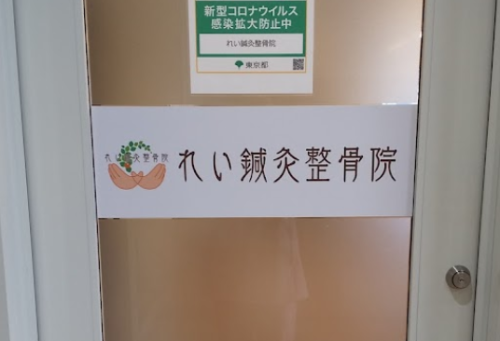 新型コロナウイルス
感染拡大防止中
れい鍼灸整骨院
東京都
れい鍼灸整骨院
れい鍼灸整骨院